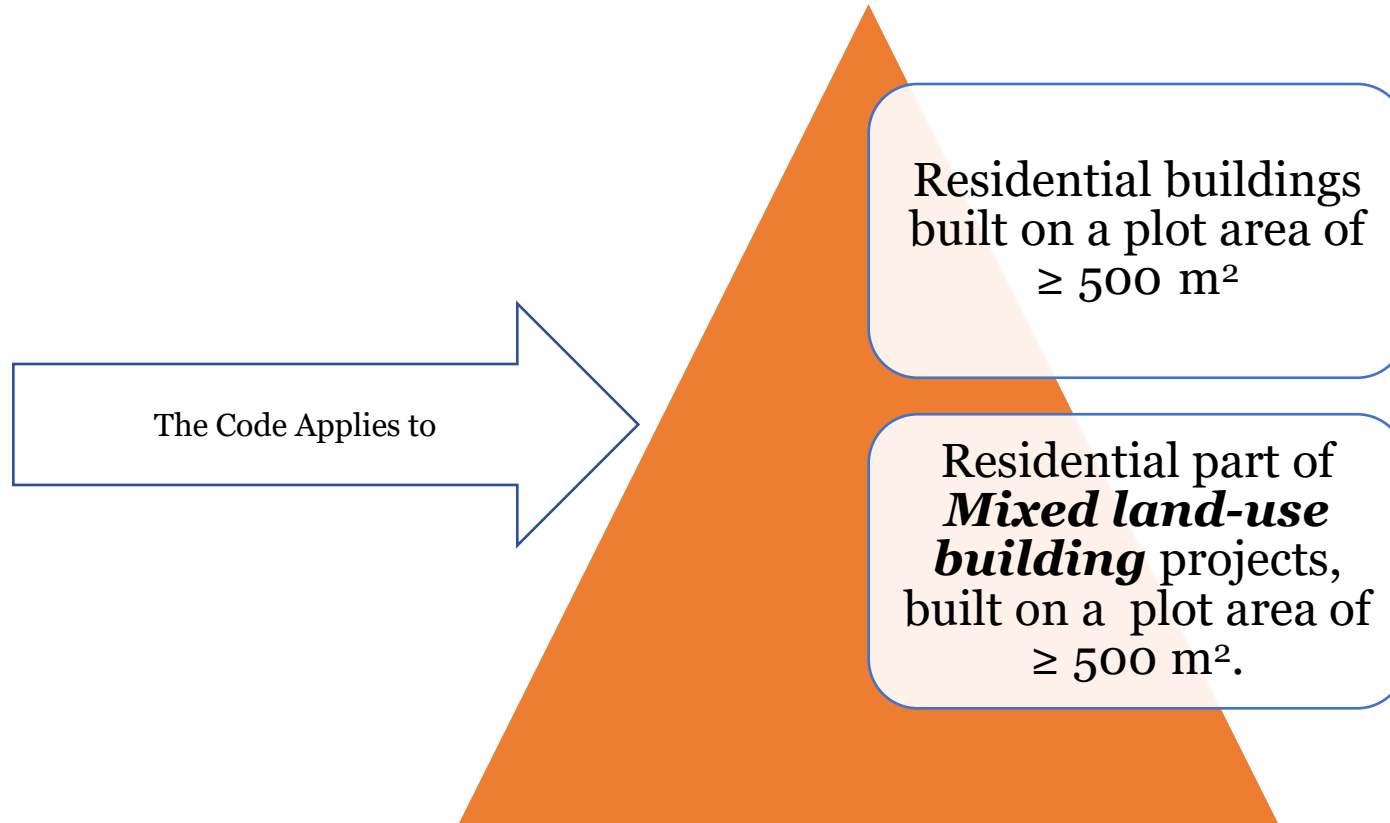 The Code Applies to
Residential buildings
built on a plot area of
≥ 500 m²
Residential part of
Mixed land-use
building projects,
built on a  plot area of
≥ 500 m².